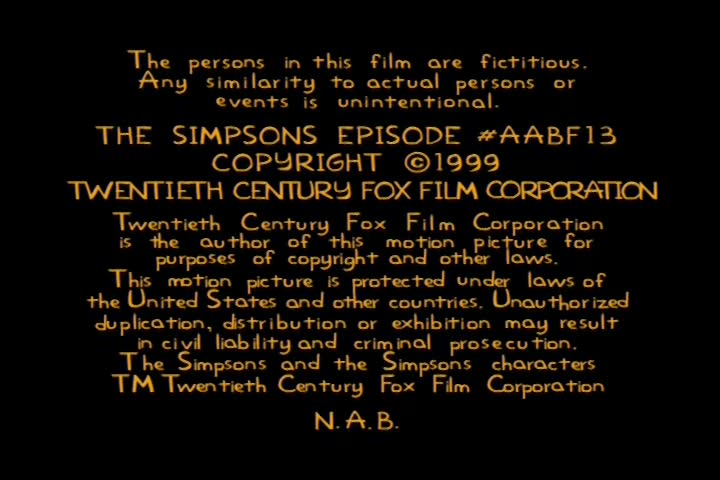 The persons in this film are fictitious.
Any similarity to actual persons or
events is unintentional.
THE SIMPSONS EPISODE #AABF13
COPYRIGHT ©1999
TWENTIETH CENTURY FOX FILM CORPORATION
Twentieth Century Fox Film Corporation
is the author of this motion picture for
purposes of copyright and other laws.
This motion picture is protected under laws of
the United States and other countries. Unauthorized
duplication, distribution or exhibition may result
in civil liability and criminal prosecution.
The Simpsons and the Simpsons characters
TM Twentieth Century Fox Film Corporation
N.A.B.